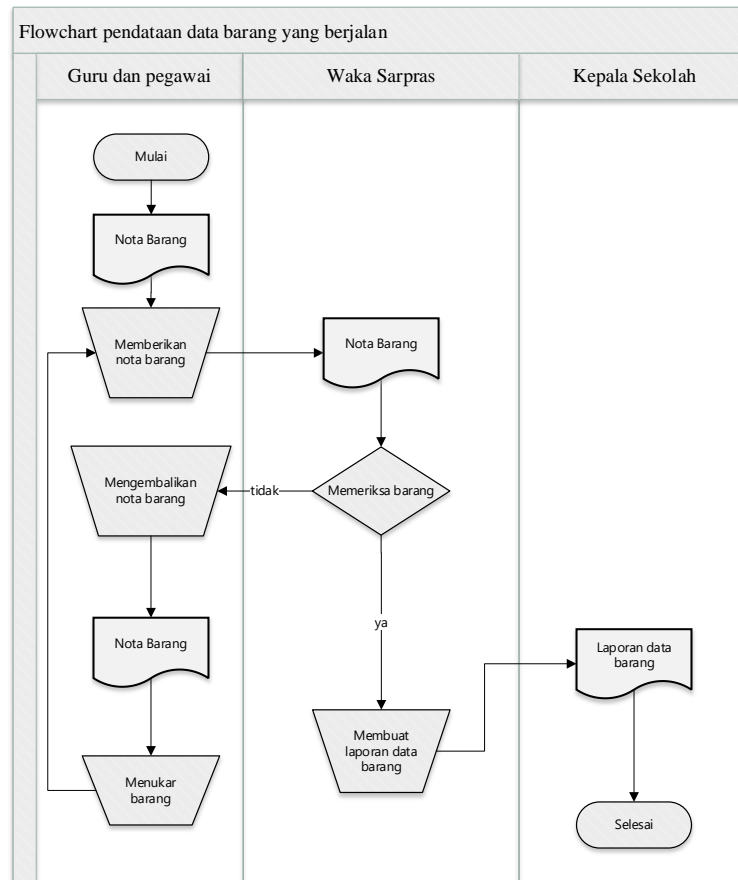 Flowchart pendataan data barang yang berjalan
Guru dan pegawai
Waka Sarpras
Kepala Sekolah
Mulai
Nota Barang
Memberikan
nota barang
Nota Barang
Mengembalikan
nota barang
tidak
Memeriksa barang
Nota Barang
ya
Laporan data
barang
Menukar
barang
Membuat
laporan data
barang
Selesai